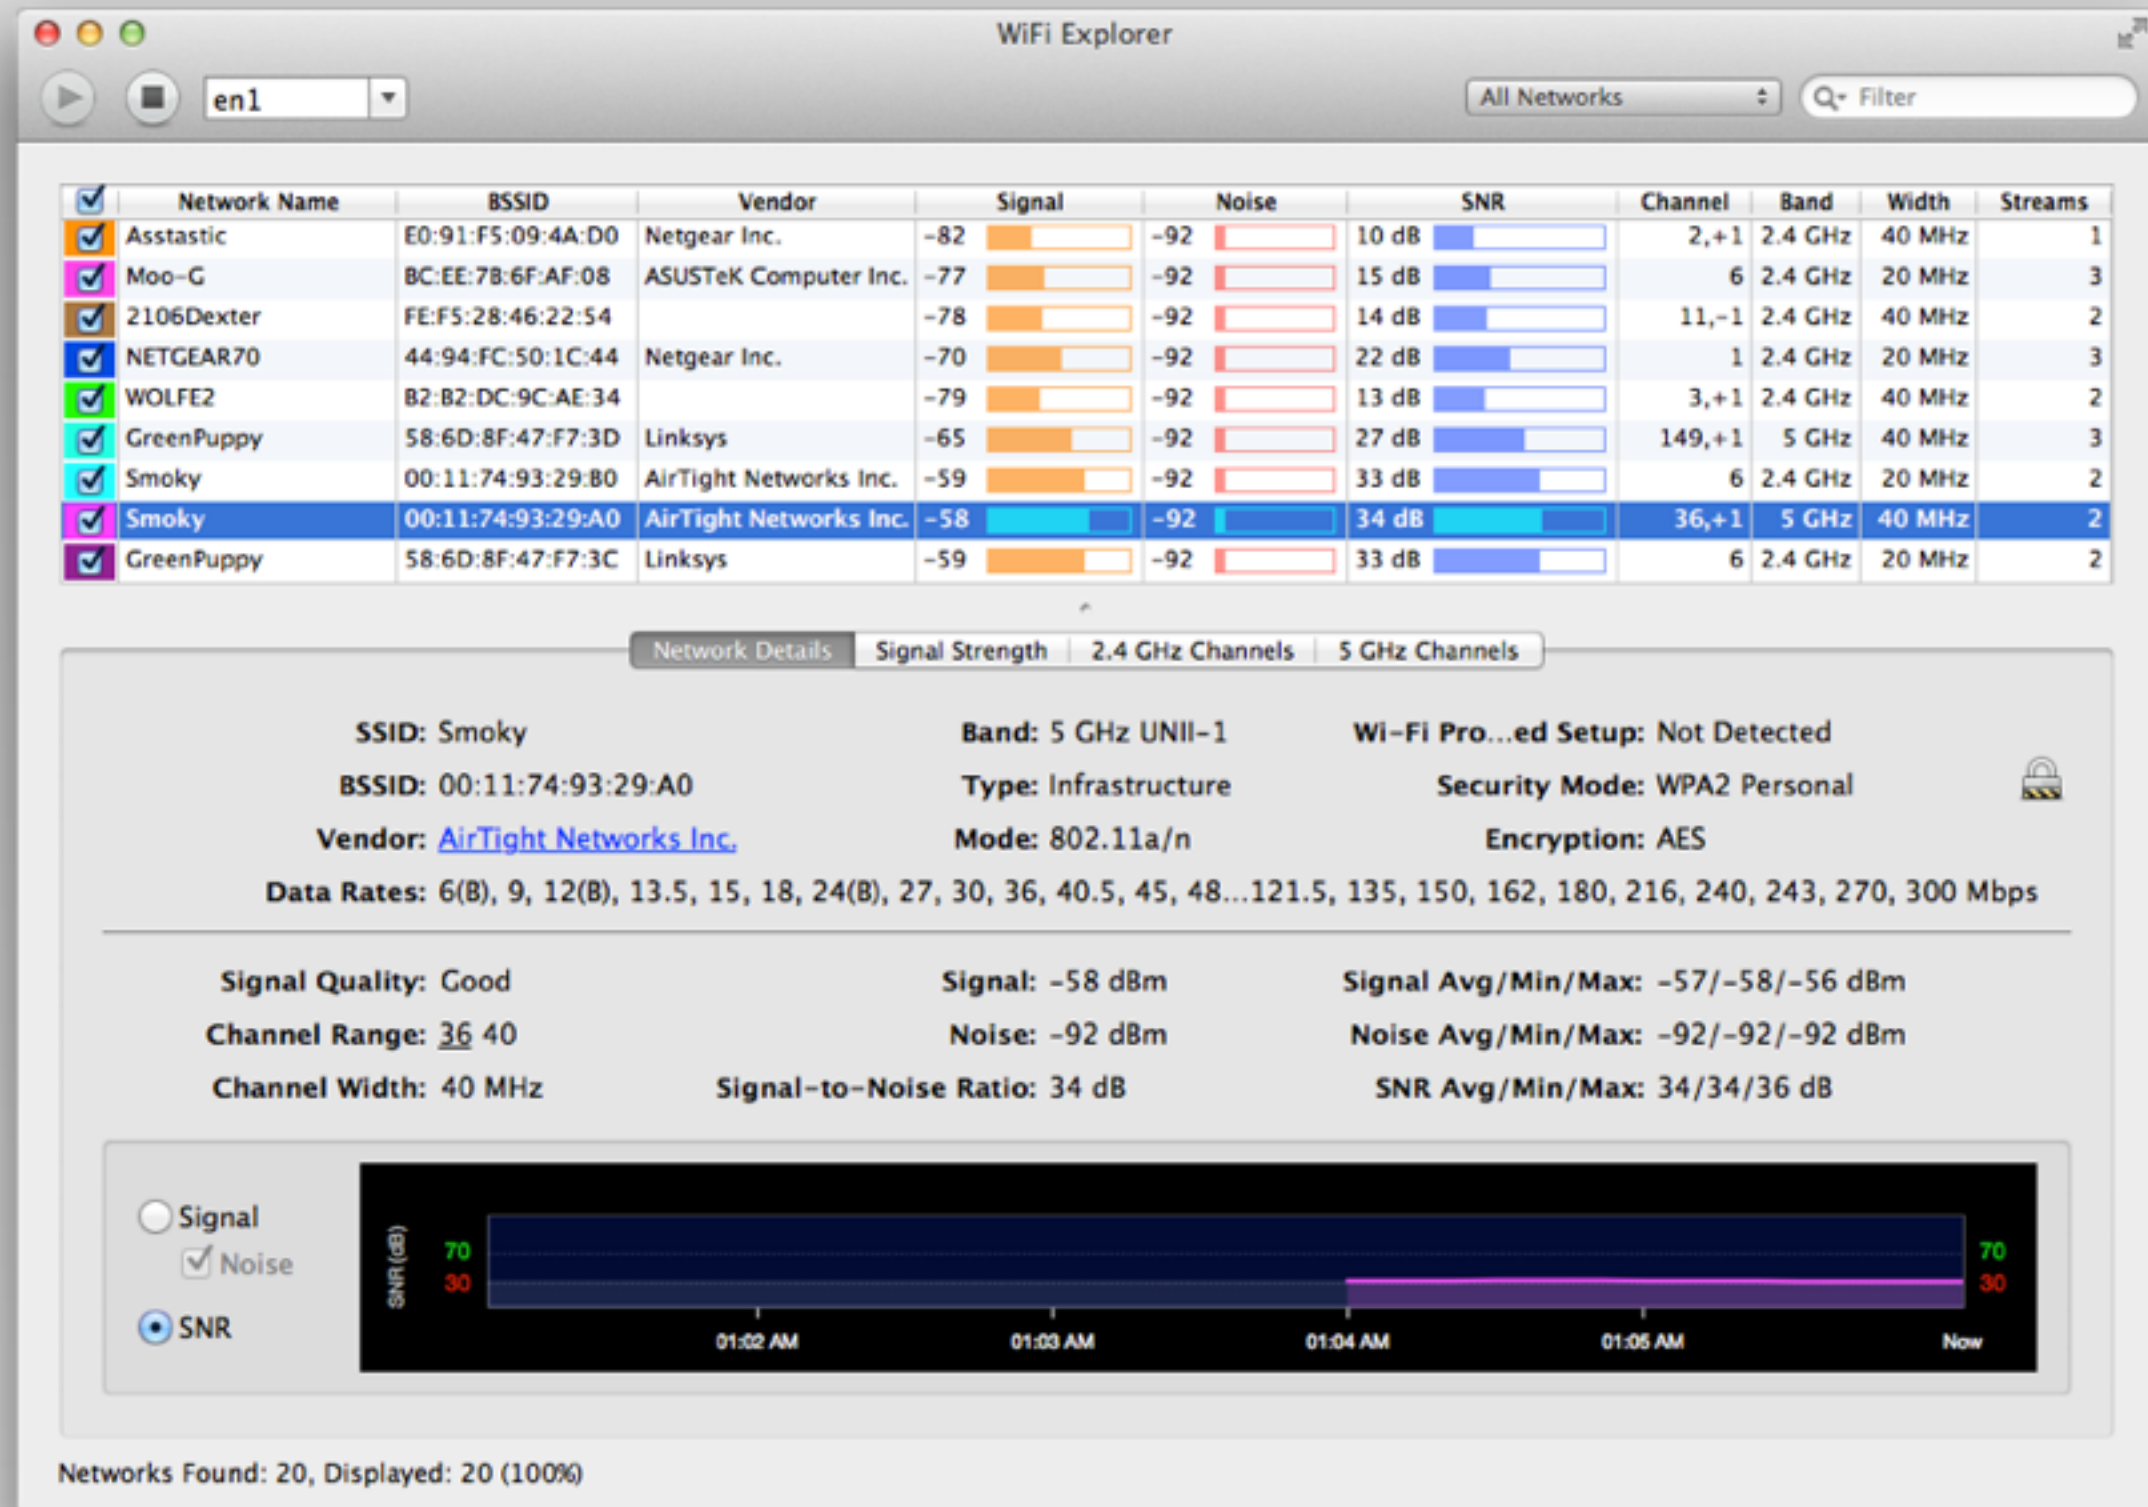 WiFi Explorer
en1
All Networks
Filter
Network Name BSSID Vendor Signal Noise SNR Channel Band Width Streams
Asstastic E0:91:F5:09:4A:D0 Netgear Inc. -82 -92 10 dB 2,+1 2.4 GHz 40 MHz 1
Moo-G BC:EE:7B:6F:AF:08 ASUSTeK Computer Inc. -77 -92 15 dB 6 2.4 GHz 20 MHz 3
2106Dexter FE:F5:28:46:22:54 -78 -92 14 dB 11,-1 2.4 GHz 40 MHz 2
NETGEAR70 44:94:FC:50:1C:44 Netgear Inc. -70 -92 22 dB 1 2.4 GHz 20 MHz 3
WOLFE2 B2:B2:DC:9C:AE:34 -79 -92 13 dB 3,+1 2.4 GHz 40 MHz 2
GreenPuppy 58:6D:8F:47:F7:3D Linksys -65 -92 27 dB 149,+1 5 GHz 40 MHz 3
Smoky 00:11:74:93:29:B0 AirTight Networks Inc. -59 -92 33 dB 6 2.4 GHz 20 MHz 2
Smoky 00:11:74:93:29:A0 AirTight Networks Inc. -58 -92 34 dB 36,+1 5 GHz 40 MHz 2
GreenPuppy 58:6D:8F:47:F7:3C Linksys -59 -92 33 dB 6 2.4 GHz 20 MHz 2
Network Details Signal Strength 2.4 GHz Channels 5 GHz Channels
SSID: Smoky Band: 5 GHz UNII-1 Wi-Fi Pro...ed Setup: Not Detected
BSSID: 00:11:74:93:29:A0 Type: Infrastructure Security Mode: WPA2 Personal
Vendor: AirTight Networks Inc. Mode: 802.11a/n Encryption: AES
Data Rates: 6(B), 9, 12(B), 13.5, 15, 18, 24(B), 27, 30, 36, 40.5, 45, 48...121.5, 135, 150, 162, 180, 216, 240, 243, 270, 300 Mbps
Signal Quality: Good Signal: -58 dBm Signal Avg/Min/Max: -57/-58/-56 dBm
Channel Range: 36 40 Noise: -92 dBm Noise Avg/Min/Max: -92/-92/-92 dBm
Channel Width: 40 MHz Signal-to-Noise Ratio: 34 dB SNR Avg/Min/Max: 34/34/36 dB
Signal
Noise
SNR
SNR(dB)
70 70
30 30
01:02 AM 01:03 AM 01:04 AM 01:05 AM Now
Networks Found: 20, Displayed: 20 (100%)